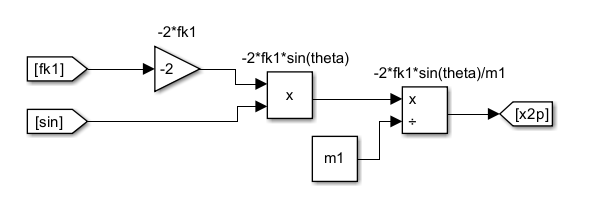 -2*fk1
[fk1]
-2
-2*fk1*sin(theta)
x
[sin]
-2*fk1*sin(theta)/m1
x
÷
[x2p]
m1